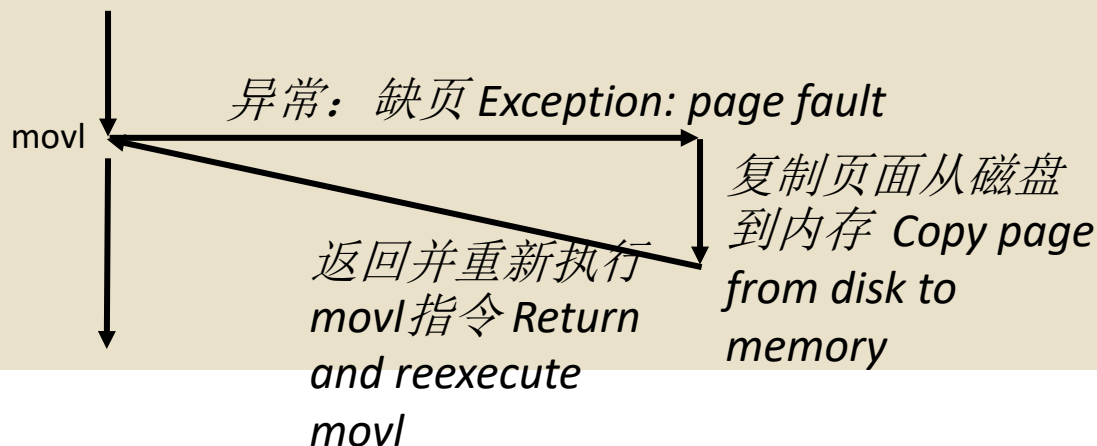 异常：缺页 Exception: page fault
movl
复制页面从磁盘
到内存 Copy page
from disk to
memory
返回并重新执行
movl指令 Return
and reexecute
movl